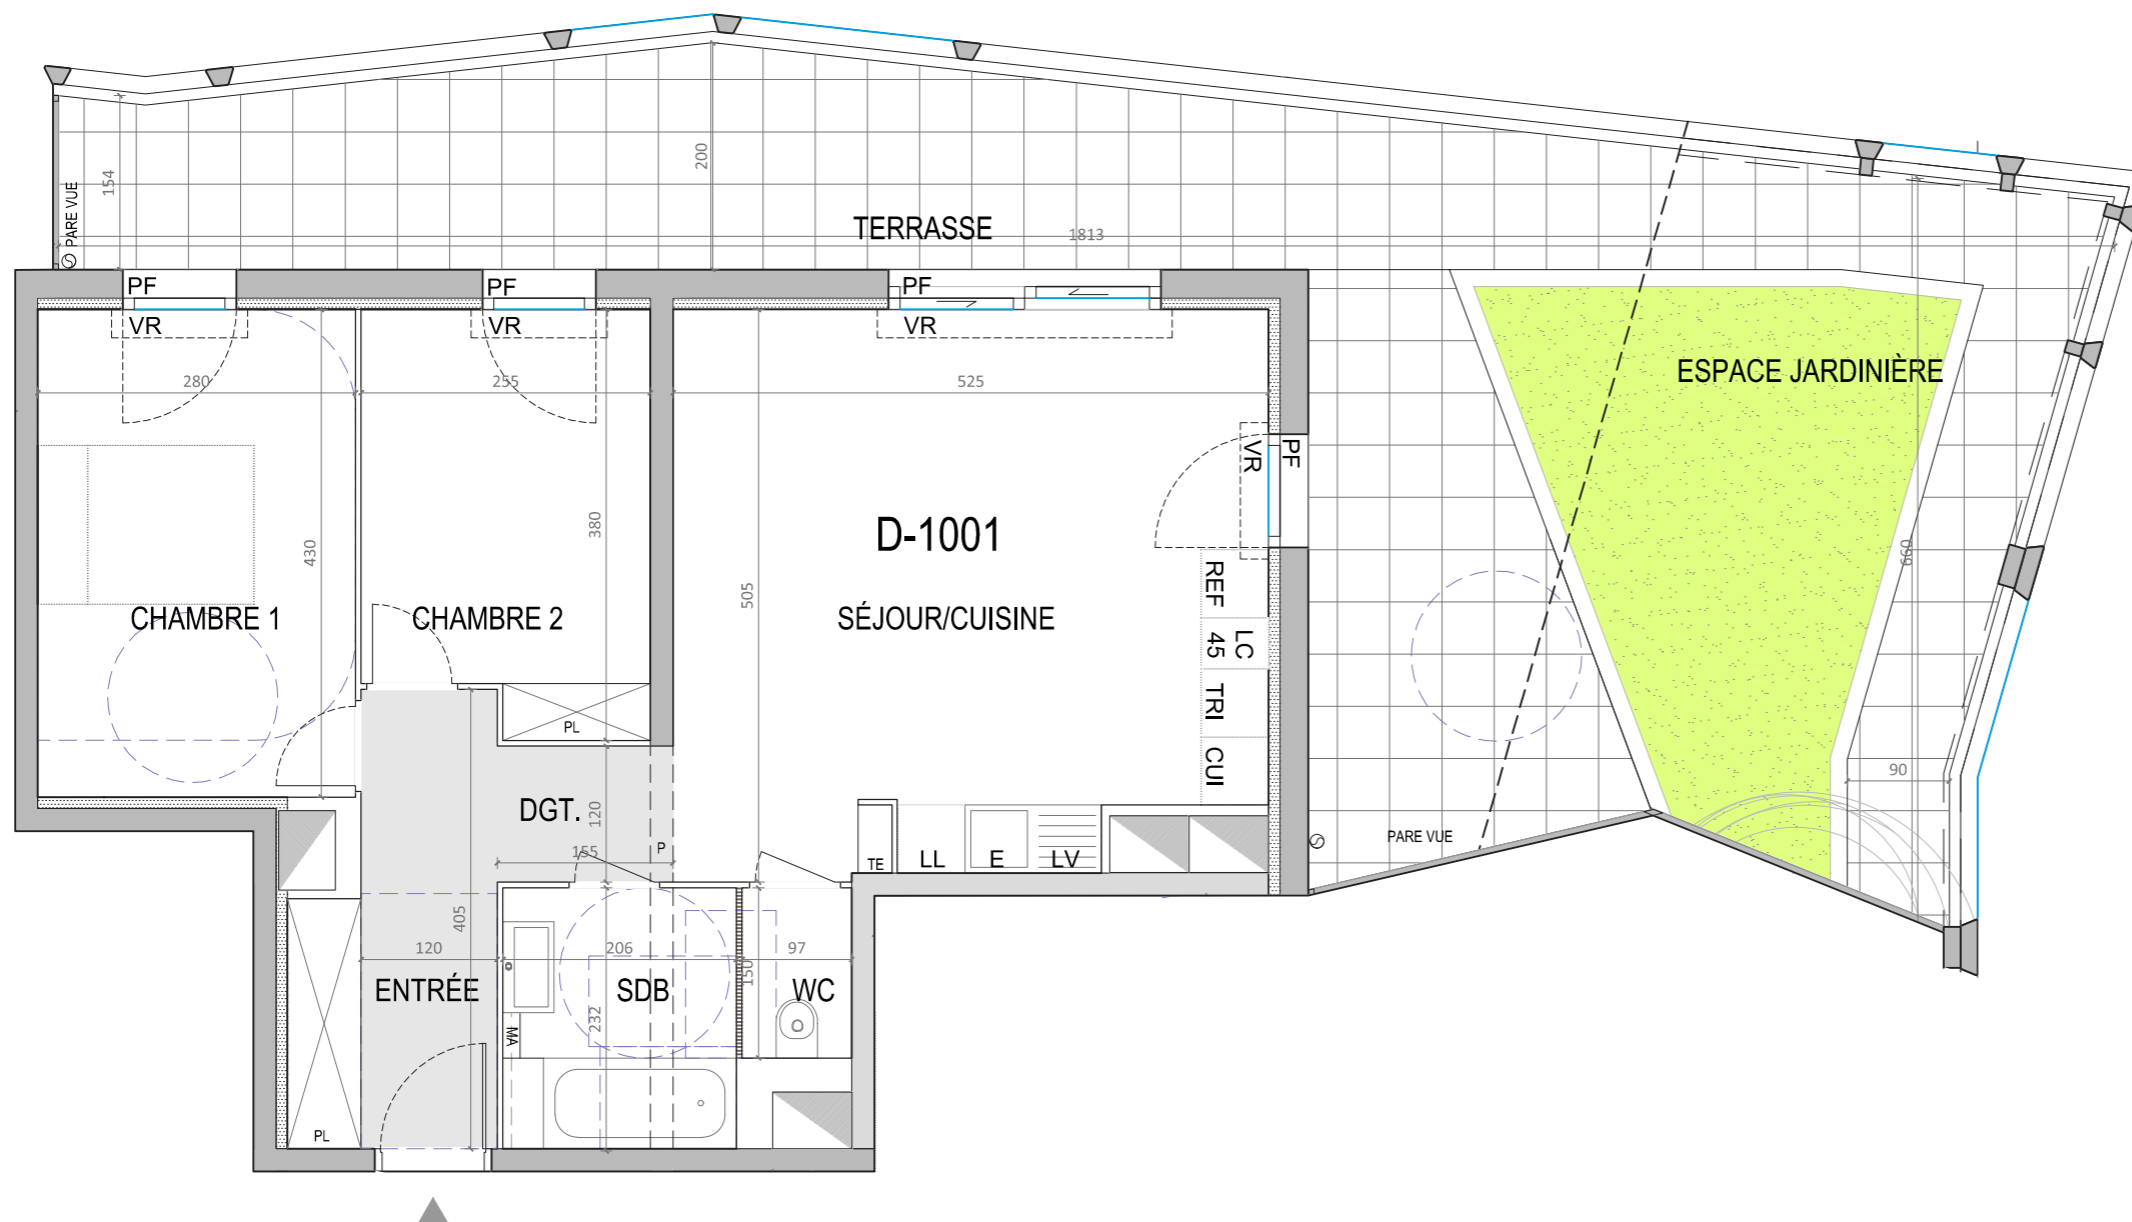 200
154
PARE VUE
TERRASSE
1813
PF
PF
PF
VR
VR
VR
280
255
525
ESPACE JARDINIÈRE
VR
PF
430
380
D-1001
660
505
REF
CHAMBRE 1
CHAMBRE 2
SÉJOUR/CUISINE
LC
45
TRI
PL
CUI
90
DGT.
120
155
P
PARE VUE
TE
LL
E
LV
405
120
206
97
150
ENTRÉE
SDB
WC
232
MA
PL